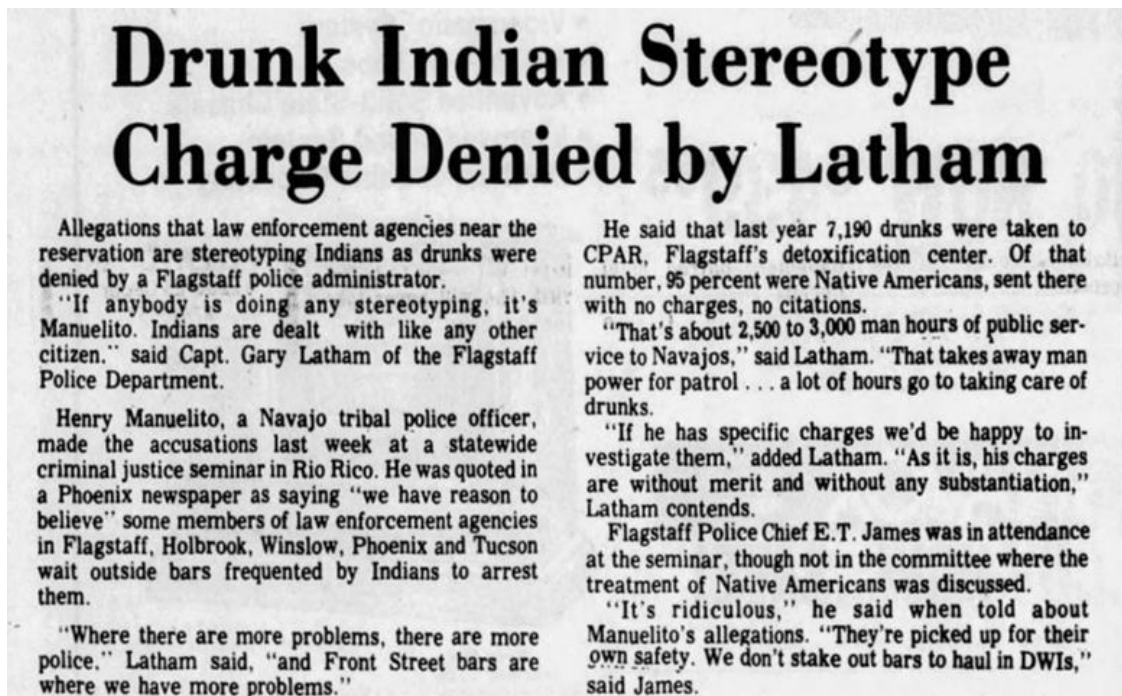 Drunk Indian Stereotype
Charge Denied by Latham
Allegations that law enforcement agencies near the
reservation are stereotyping Indians as drunks were
denied by a Flagstaff police administrator.
"If anybody is doing any stereotyping, it's
Manuelito. Indians are dealt with like any other
citizen." said Capt. Gary Latham of the Flagstaff
Police Department.
Henry Manuelito, a Navajo tribal police officer,
made the accusations last week at a statewide
criminal justice seminar in Rio Rico. He was quoted in
a Phoenix newspaper as saying "we have reason to
believe" some members of law enforcement agencies
in Flagstaff, Holbrook, Winslow, Phoenix and Tucson
wait outside bars frequented by Indians to arrest
them.
"Where there are more problems, there are more
police," Latham said, "and Front Street bars are
where we have more problems."
He said that last year 7,190 drunks were taken to
CPAR, Flagstaff's detoxification center. Of that
number, 95 percent were Native Americans, sent there
with no charges, no citations.
"That's about 2,500 to 3,000 man hours of public ser-
vice to Navajos," said Latham. "That takes away man
power for patrol . . . a lot of hours go to taking care of
drunks.
"If he has specific charges we'd be happy to in-
vestigate them," added Latham. "As it is, his charges
are without merit and without any substantiation,"
Latham contends.
Flagstaff Police Chief E.T. James was in attendance
at the seminar, though not in the committee where the
treatment of Native Americans was discussed.
"It's ridiculous," he said when told about
Manuelito's allegations. "They're picked up for their
own safety. We don't stake out bars to haul in DWIs,"
said James.